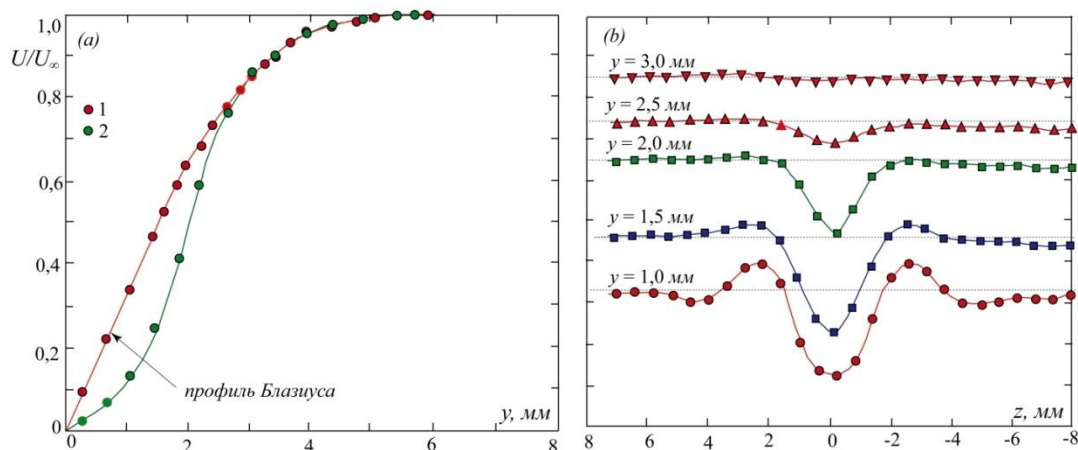 1,0
(a)
U/U∞
0,8
1
2
0,6
0,4
0,2
профиль Блазиуса
0
y, мм
0 2 4 6 8
(b)
y = 3,0 мм
y = 2,5 мм
y = 2,0 мм
y = 1,5 мм
y = 1,0 мм
z, мм
8 6 4 2 0 -2 -4 -6 -8